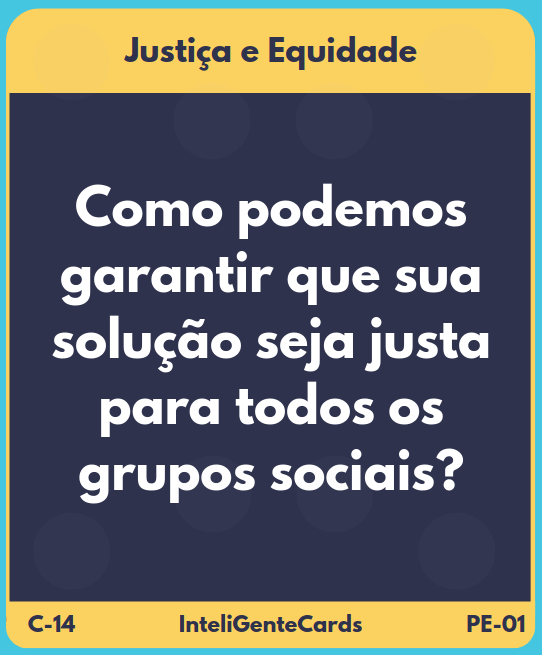 Justiça e Equidade
Como podemos
garantir que sua
solução seja justa
para todos os
grupos sociais?
C-14 InteliGenteCards PE-01